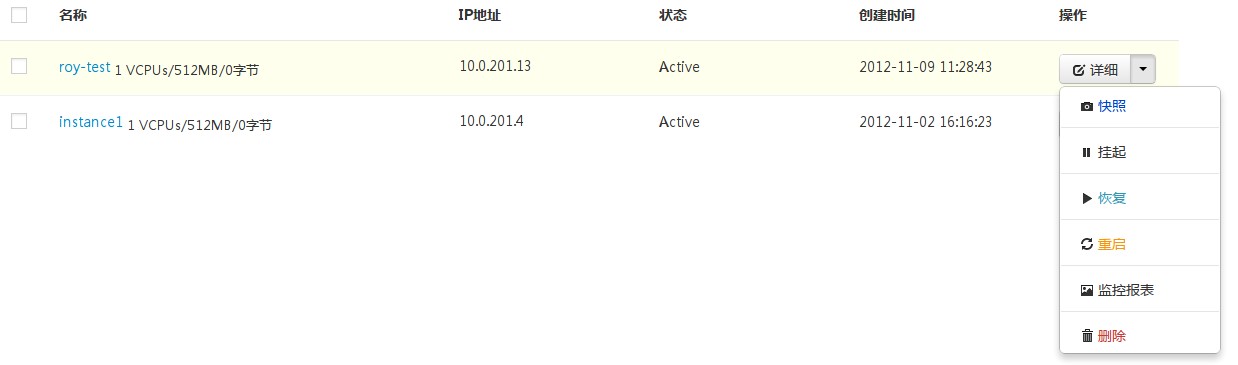 名称 IP地址 状态 创建时间 操作
roy-test 1 VCPUs/512MB/0字节 10.0.201.13 Active 2012-11-09 11:28:43 详细
instance1 1 VCPUs/512MB/0字节 10.0.201.4 Active 2012-11-02 16:16:23
快照
挂起
恢复
重启
监控报表
删除